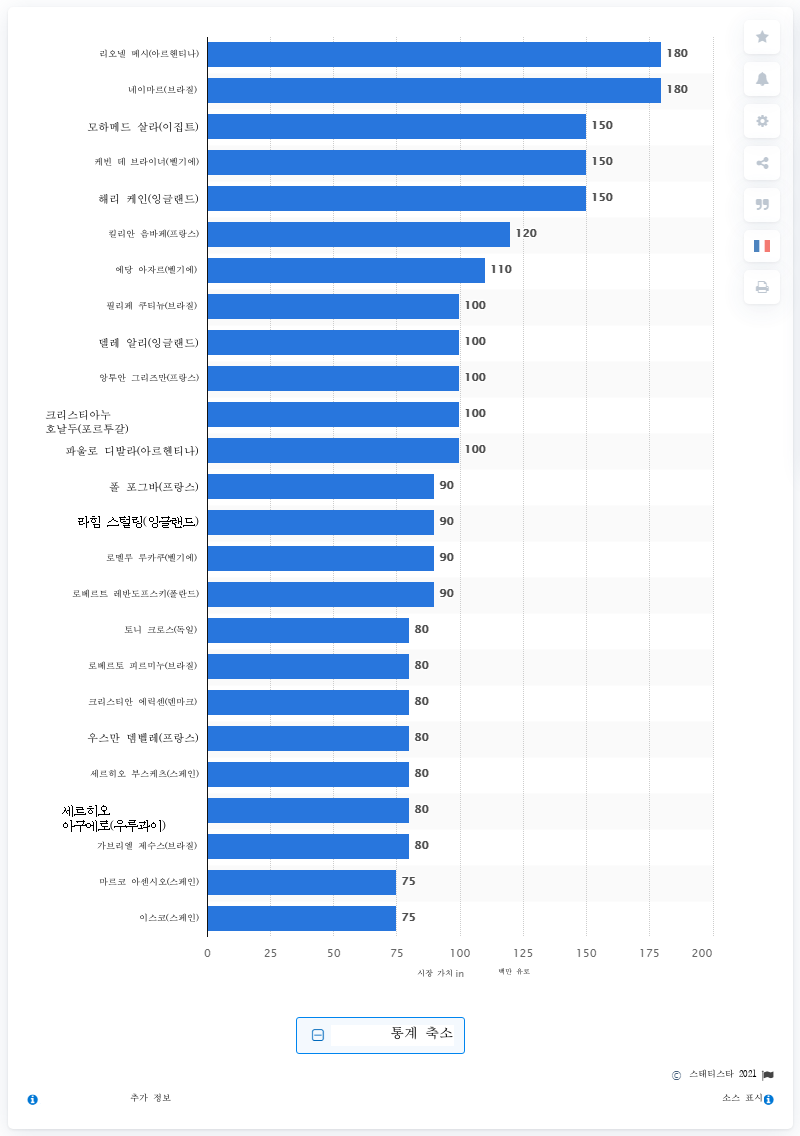 리오넬 메시(아르헨티나) 180
네이마르(브라질) 180
모하메드 살라(이집트) 150
케빈 데 브라이너(벨기에) 150
해리 케인(잉글랜드) 150
킬리안 음바페(프랑스) 120
에당 아자르(벨기에) 110
필리페 쿠티뉴(브라질) 100
델레 알리(잉글랜드) 100
앙투안 그리즈만(프랑스) 100
크리스티아누 100
호날두(포르투갈)
파울로 디발라(아르헨티나) 100
폴 포그바(프랑스) 90
라힘 스털링(잉글랜드) 90
로멜루 루카쿠(벨기에) 90
로베르트 레반도프스키(폴란드) 90
토니 크로스(독일) 80
로베르토 피르미누(브라질) 80
크리스티안 에릭센(덴마크) 80
우스만 뎀벨레(프랑스) 80
세르히오 부스케츠(스페인) 80
세르히오 80
아구에로(우루과이)
가브리엘 제수스(브라질) 80
마르코 아센시오(스페인) 75
이스코(스페인) 75
0 25 50 75 100 125 150 175 200
시장 가치 in 백만 유로
통계 축소
© 스태티스타 2021
추가 정보 소스 표시